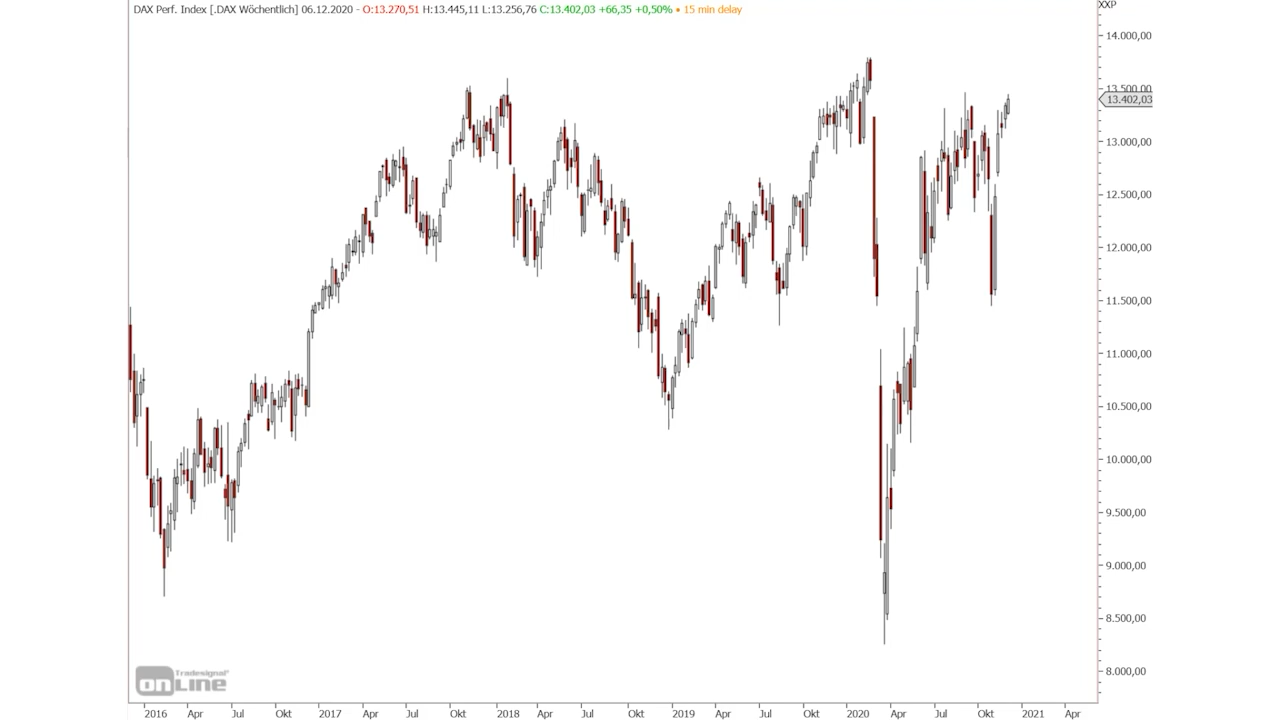 DAX Perf. Index [.DAX Wöchentlich] 06.12.2020 - O:13.270,51 H:13.445,11 L:13.256,76 C:13.402,03 +66,35 +0,50% • 15 min delay
XXP
14.000,00
13.500,00
13.402,03
13.000,00
12.500,00
12.000,00
11.500,00
11.000,00
10.500,00
10.000,00
9.500,00
9.000,00
8.500,00
8.000,00
Tradesignal®
onLine
2016 Apr Jul Okt 2017 Apr Jul Okt 2018 Apr Jul Okt 2019 Apr Jul Okt 2020 Apr Jul Okt 2021 Apr